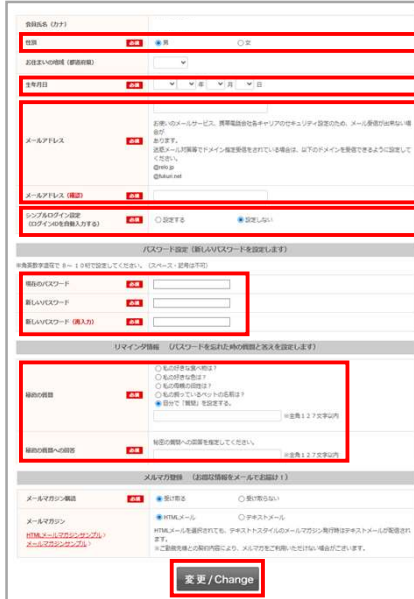 会員氏名（カナ）
性別 必須 男 女
お住まいの地域（都道府県） 必須
生年月日 必須 年 月 日
メールアドレス 必須
お使いのメールサービス、携帯電話会社各キャリアのセキュリティ設定のため、メール受信が出来ない場合が
あります。
迷惑メール対策等でドメイン指定受信をされている場合は、以下のドメインを受信できるように設定して
ください。
@relo.jp
@fukuri.net
メールアドレス（確認） 必須
シンプルログイン設定
（ログインIDを自動入力する） 必須 設定する 設定しない
パスワード設定（新しいパスワードを設定します）
※角英数字混在で 8～10桁で設定してください。（スペース・記号は不可）
現在のパスワード 必須
新しいパスワード 必須
新しいパスワード（再入力） 必須
リマインダ情報 （パスワードを忘れた時の質問と答えを設定します）
秘密の質問 必須
私の好きな食べ物は？
私の好きな色は？
私の母親の旧姓は？
私の飼っているペットの名前は？
自分で「質問」を設定する。
※全角127文字以内
秘密の質問への回答 必須
秘密の質問への回答を指定してください。
※全角127文字以内
メルマガ登録 （お得な情報をメールでお届け！）
メールマガジン購読 必須 受け取る 受け取らない
メールマガジン
HTMLメールマガジンサンプル
メールマガジンサンプル
HTMLメール テキストメール
HTMLメールを選択されても、テキストスタイルのメールマガジン発行時はテキストメールが配信され
ます。
※ご勤務先様との契約内容により、メルマガをご利用いただけない場合がございます。
変更/Change